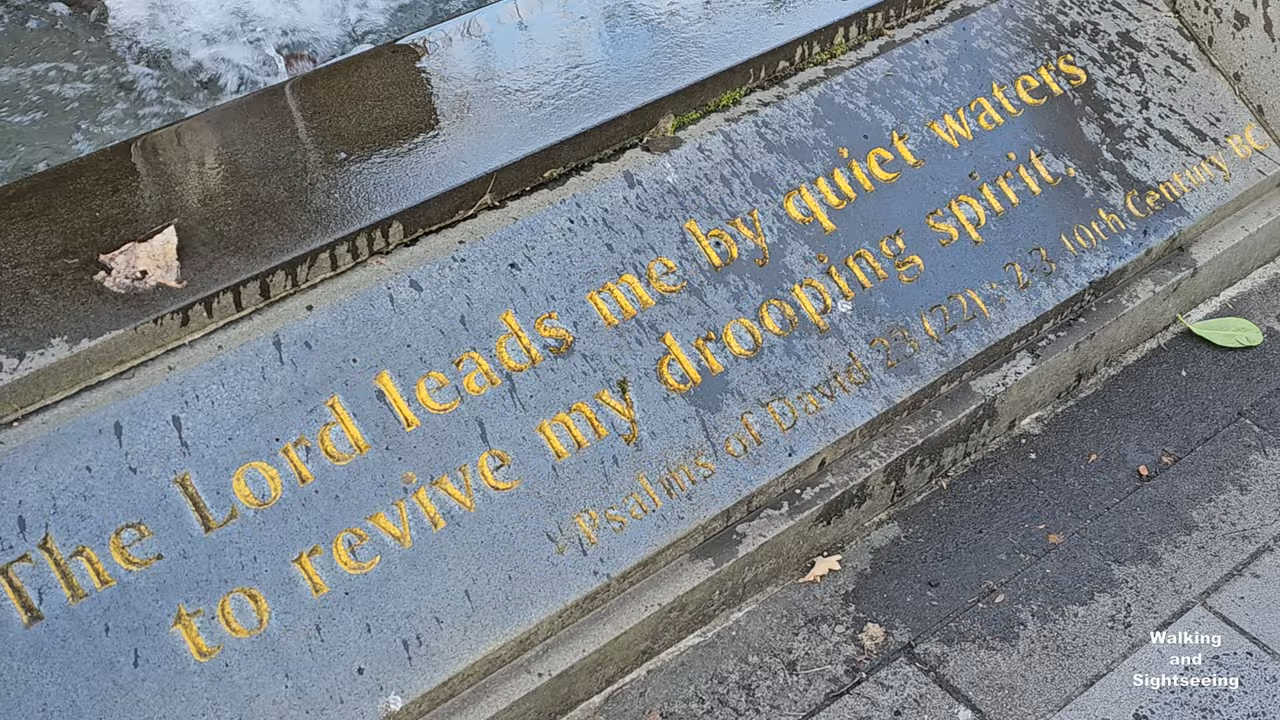 The Lord leads me by quiet waters
to revive my drooping spirit.
Psalms of David 23 (22): 2-3 10th Century BC
Walking
and
Sightseeing